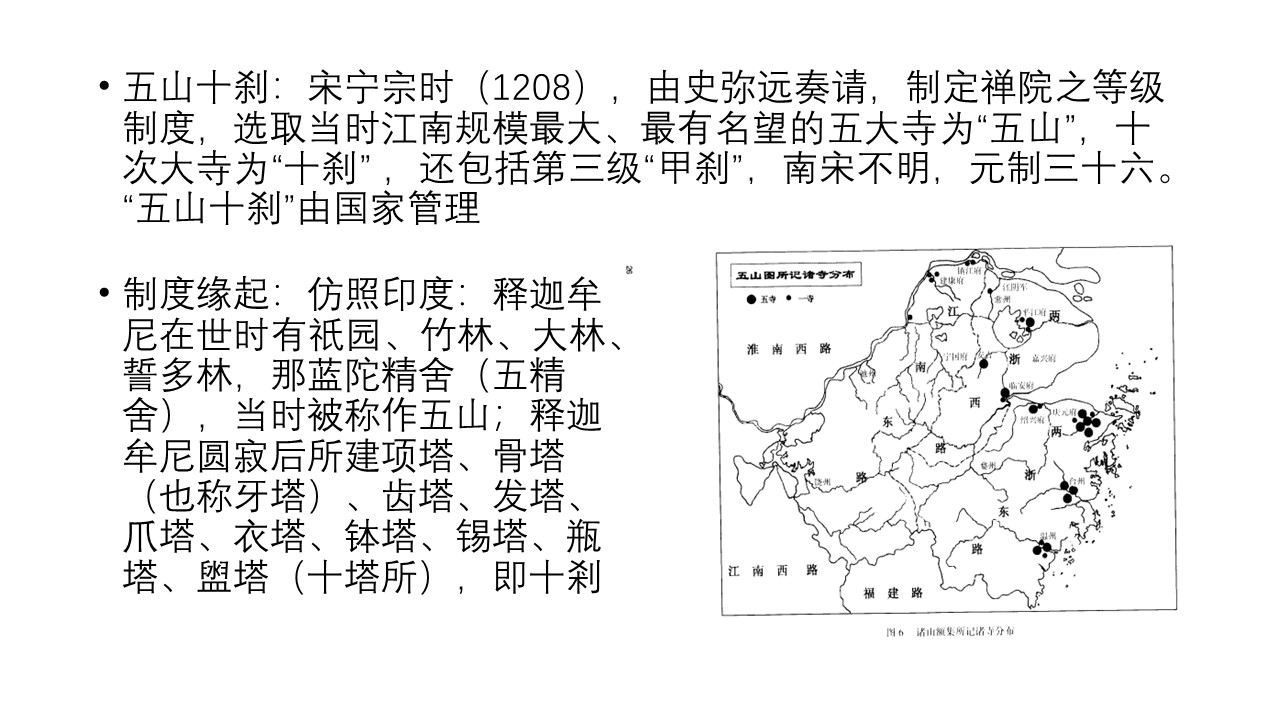 • 五山十刹：宋宁宗时（1208），由史弥远奏请，制定禅院之等级
制度，选取当时江南规模最大、最有名望的五大寺为“五山”，十
次大寺为“十刹”，还包括第三级“甲刹”，南宋不明，元制三十六。
“五山十刹”由国家管理
• 制度缘起：仿照印度：释迦牟
尼在世时有祇园、竹林、大林、
誓多林，那蓝陀精舍（五精
舍），当时被称作五山；释迦
牟尼圆寂后所建项塔、骨塔
（也称牙塔）、齿塔、发塔、
爪塔、衣塔、钵塔、锡塔、瓶
塔、盥塔（十塔所），即十刹
五山图所记诸寺分布
五寺
一寺
镇江府
建康府
江阴军
常州
平江府
江
两
淮南西路
宁国府
浙
嘉兴府
南
临安府
西
绍兴府
庆元府
东
两
路
婺州
浙
饶州
路
台州
东
温州
路
江南西路
福建路
图6 诸山额集所记诸寺分布